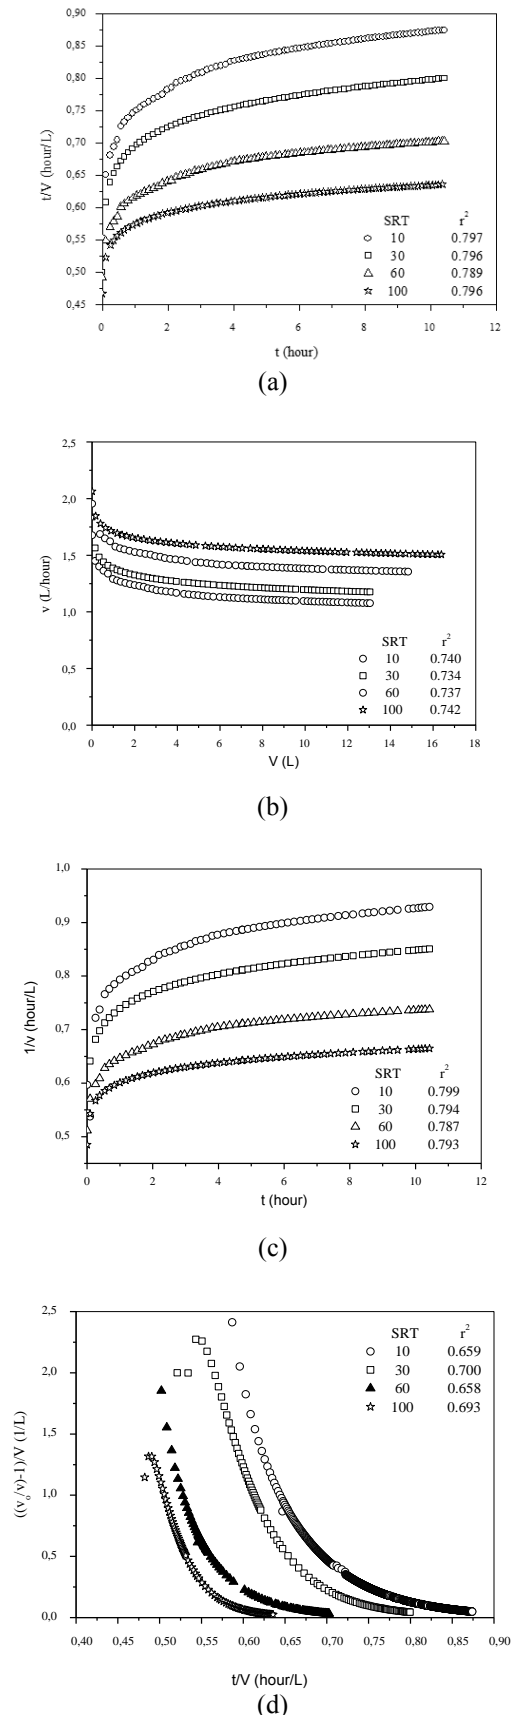 0,90
0,80
0,70
0,65
0,60
0,55
0,50
0,45
t/V (hour/L)
SRT r²
10 0.797
30 0.796
60 0.789
100 0.796
0 2 4 6 8 10 12
t (hour)
(a)
2,5
2,0
1,5
1,0
0,5
0,0
v (L/hour)
SRT r²
10 0.740
30 0.734
60 0.737
100 0.742
0 2 4 6 8 10 12 14 16 18
V (L)
(b)
1,0
0,9
0,8
0,7
0,6
0,5
1/v (hour/L)
SRT r²
10 0.799
30 0.794
60 0.787
100 0.793
0 2 4 6 8 10 12
t (hour)
(c)
2,5
2,0
1,5
1,0
0,5
0,0
((vₒ/v)-1)/V (1/L)
SRT r²
10 0.659
30 0.700
60 0.658
100 0.693
0,40 0,45 0,50 0,55 0,60 0,65 0,70 0,75 0,80 0,85 0,90
t/V (hour/L)
(d)